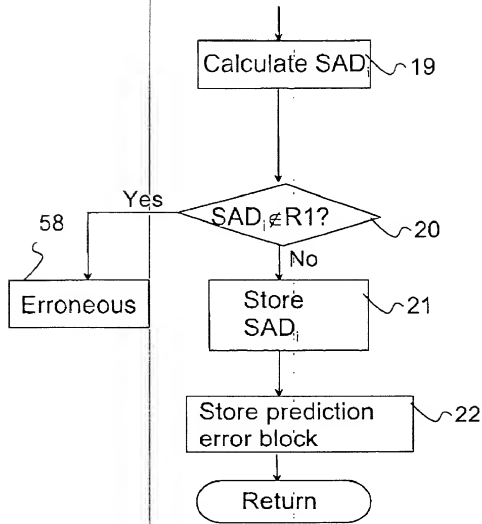 Calculate SADᵢ
19
Yes
SADᵢ∉R1?
20
58
No
Erroneous
Store
SADᵢ
21
Store prediction
error block
22
Return